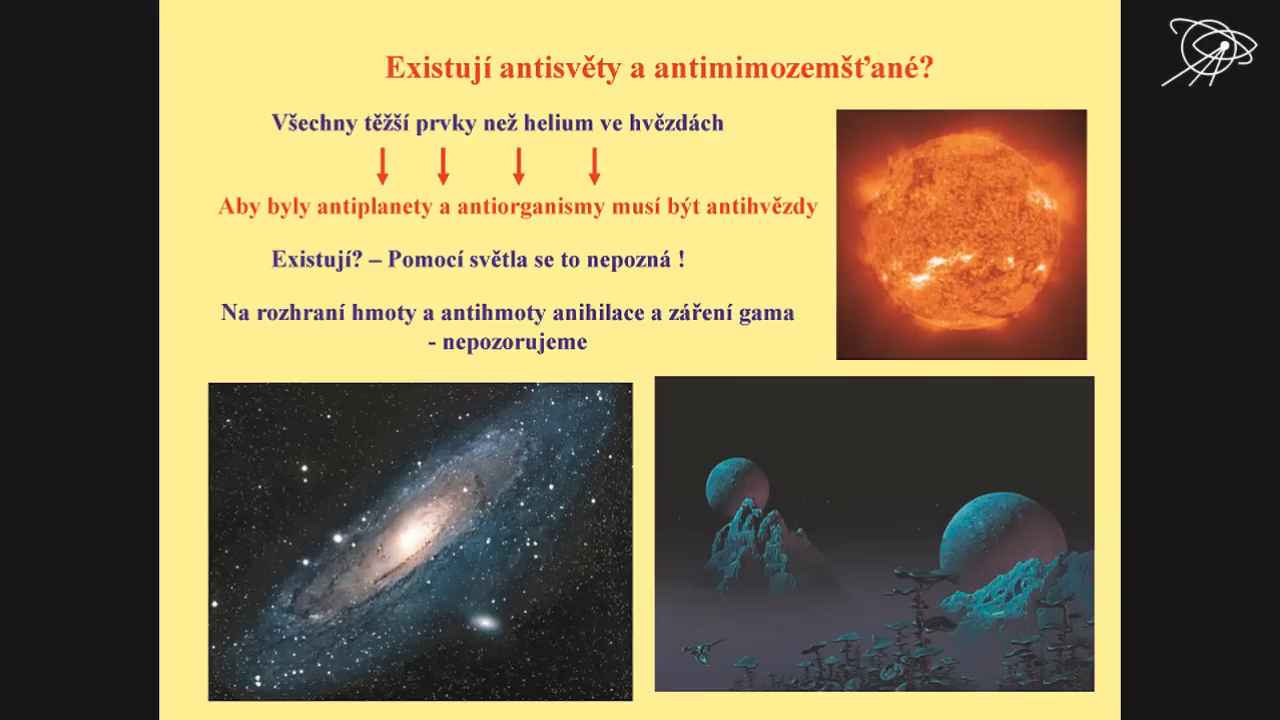 Existují antisvěty a antimimozemšťané?
Všechny těžší prvky než helium ve hvězdách
Aby byly antiplanety a antiorganismy musí být antihvězdy
Existují? – Pomocí světla se to nepozná !
Na rozhraní hmoty a antihmoty anihilace a záření gama
- nepozorujeme